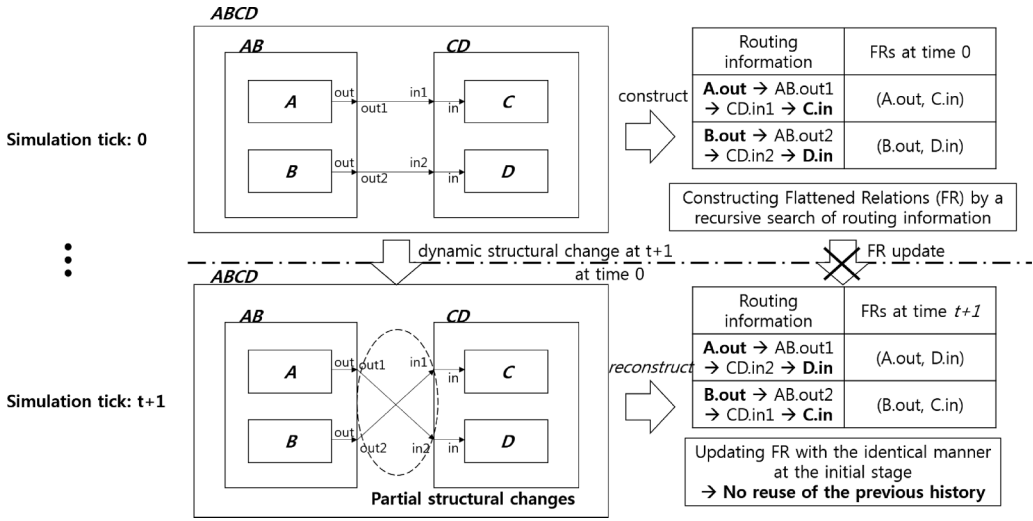 ABCD
AB
CD
A
out
out1
in1
in
C
B
out
out2
in2
in
D
Simulation tick: 0
construct
Routing
information
FRs at time 0
A.out → AB.out1
→ CD.in1 → C.in
(A.out, C.in)
B.out → AB.out2
→ CD.in2 → D.in
(B.out, D.in)
Constructing Flattened Relations (FR) by a
recursive search of routing information
dynamic structural change at t+1
at time 0
FR update
ABCD
AB
CD
A
out
out1
in1
in
C
B
out
out2
in2
in
D
Partial structural changes
Simulation tick: t+1
reconstruct
Routing
information
FRs at time t+1
A.out → AB.out1
→ CD.in2 → D.in
(A.out, D.in)
B.out → AB.out2
→ CD.in1 → C.in
(B.out, C.in)
Updating FR with the identical manner
at the initial stage
→ No reuse of the previous history